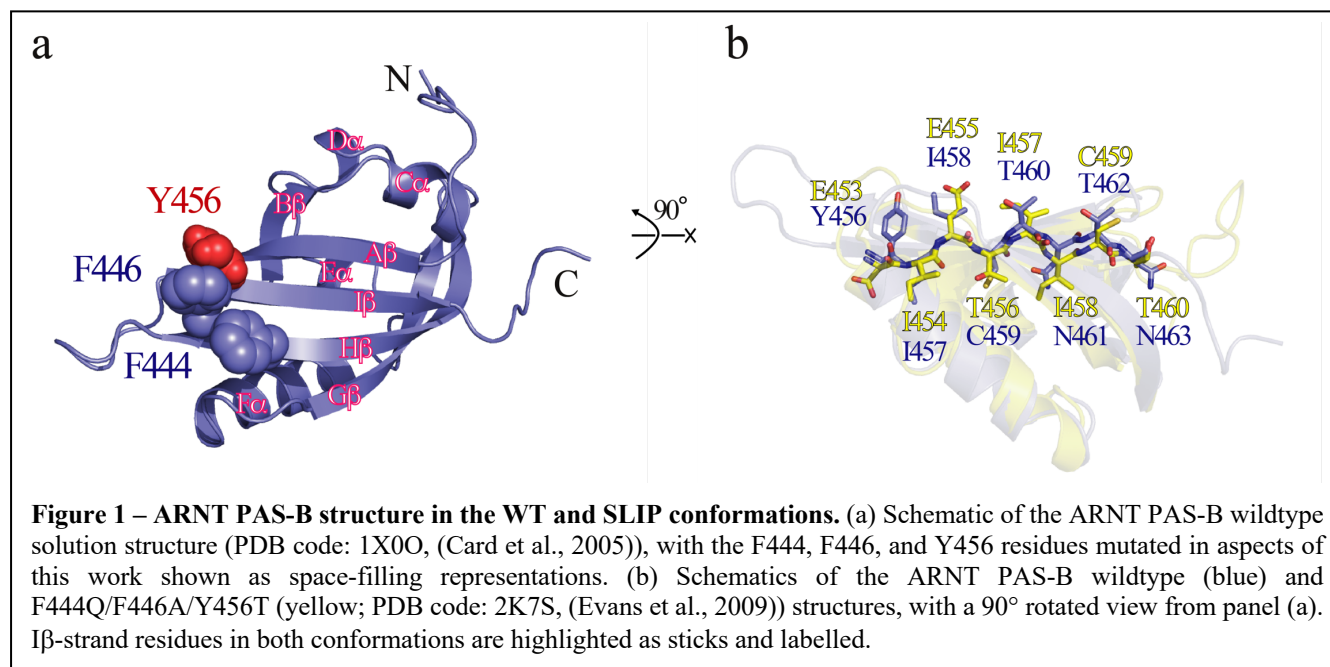 a
b
N
Dα
Cα
Bβ
Y456
90°
x
F446
Aβ
Eα
Iβ
C
F444
Hβ
Gβ
Fα
E453
Y456
E455
I458
I457
T460
C459
T462
I454
I457
T456
C459
I458
N461
T460
N463
Figure 1 – ARNT PAS-B structure in the WT and SLIP conformations. (a) Schematic of the ARNT PAS-B wildtype
solution structure (PDB code: 1X0O, (Card et al., 2005)), with the F444, F446, and Y456 residues mutated in aspects of
this work shown as space-filling representations. (b) Schematics of the ARNT PAS-B wildtype (blue) and
F444Q/F446A/Y456T (yellow; PDB code: 2K7S, (Evans et al., 2009)) structures, with a 90° rotated view from panel (a).
Iβ-strand residues in both conformations are highlighted as sticks and labelled.